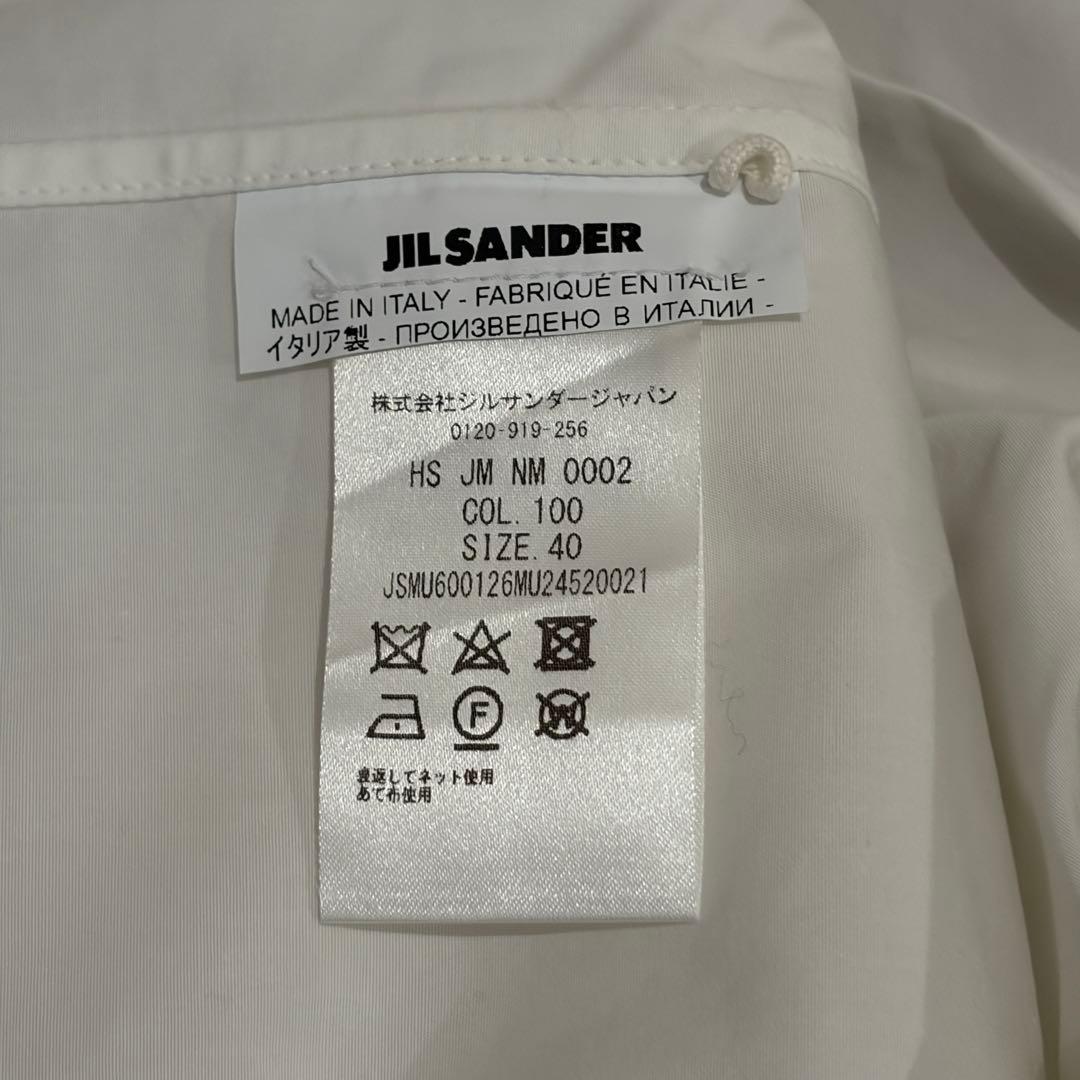 JIL SANDER
MADE IN ITALY - FABRIQUÉ EN ITALIE -
イタリア製 - ПРОИЗВЕДЕНО В ИТАЛИИ -
株式会社ジルサンダージャパン
0120-919-256
HS JM NM 0002
COL. 100
SIZE. 40
JSMU600126MU24520021
F
W
裏返してネット使用
あて布使用